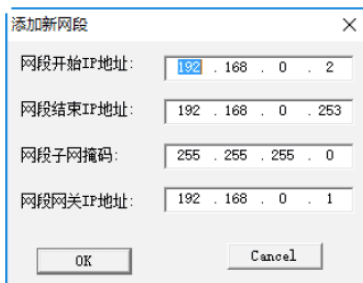 添加新网段
网段开始IP地址: 192 . 168 . 0 . 2
网段结束IP地址: 192 . 168 . 0 . 253
网段子网掩码: 255 . 255 . 255 . 0
网段网关IP地址: 192 . 168 . 0 . 1
OK Cancel